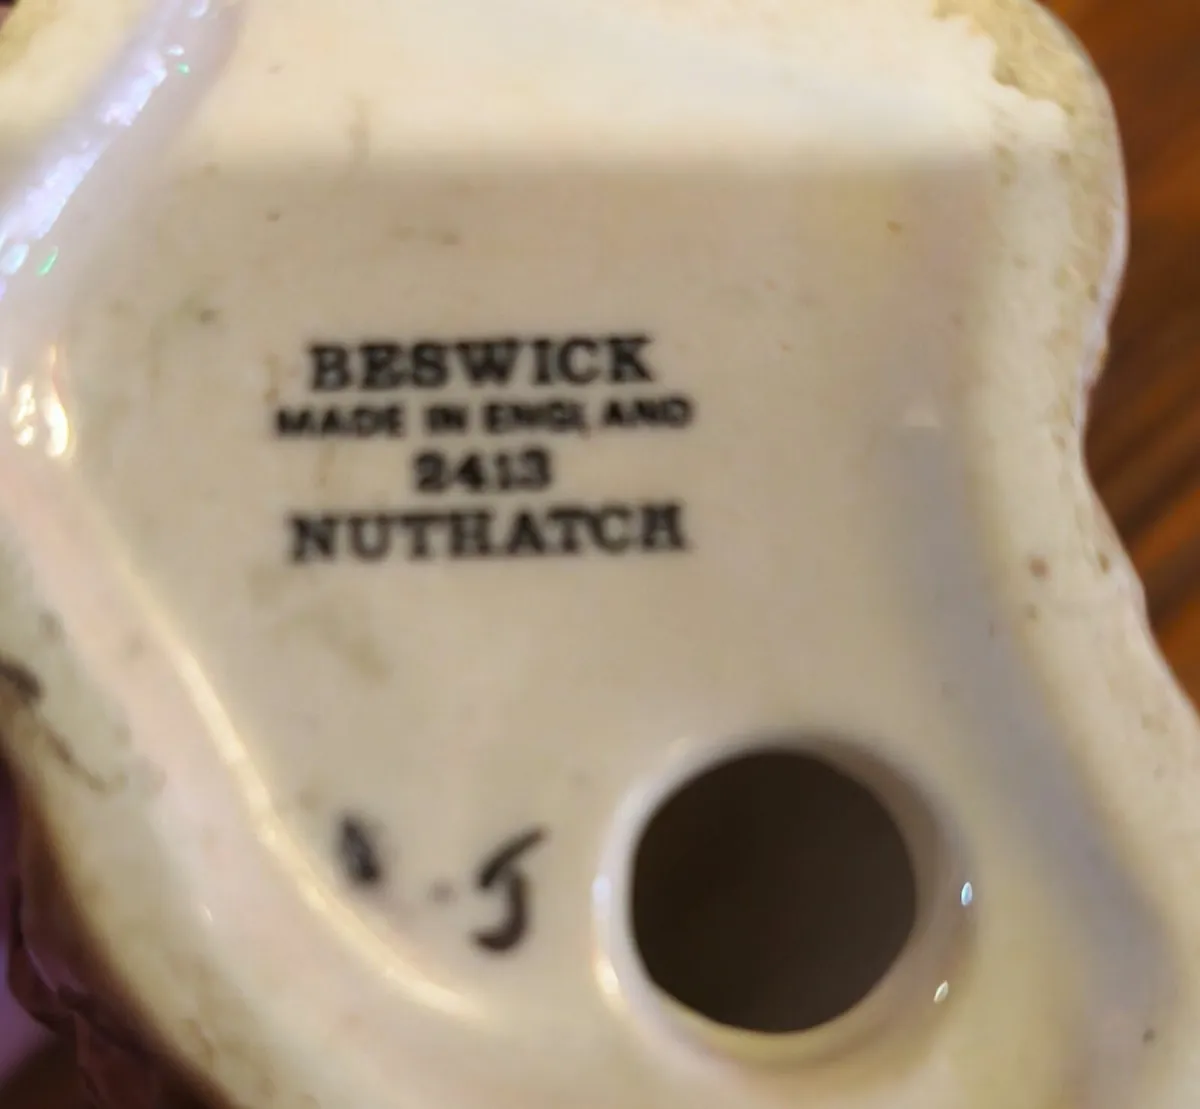 BESWICK
MADE IN ENGLAND
2413
NUTHATCH
J